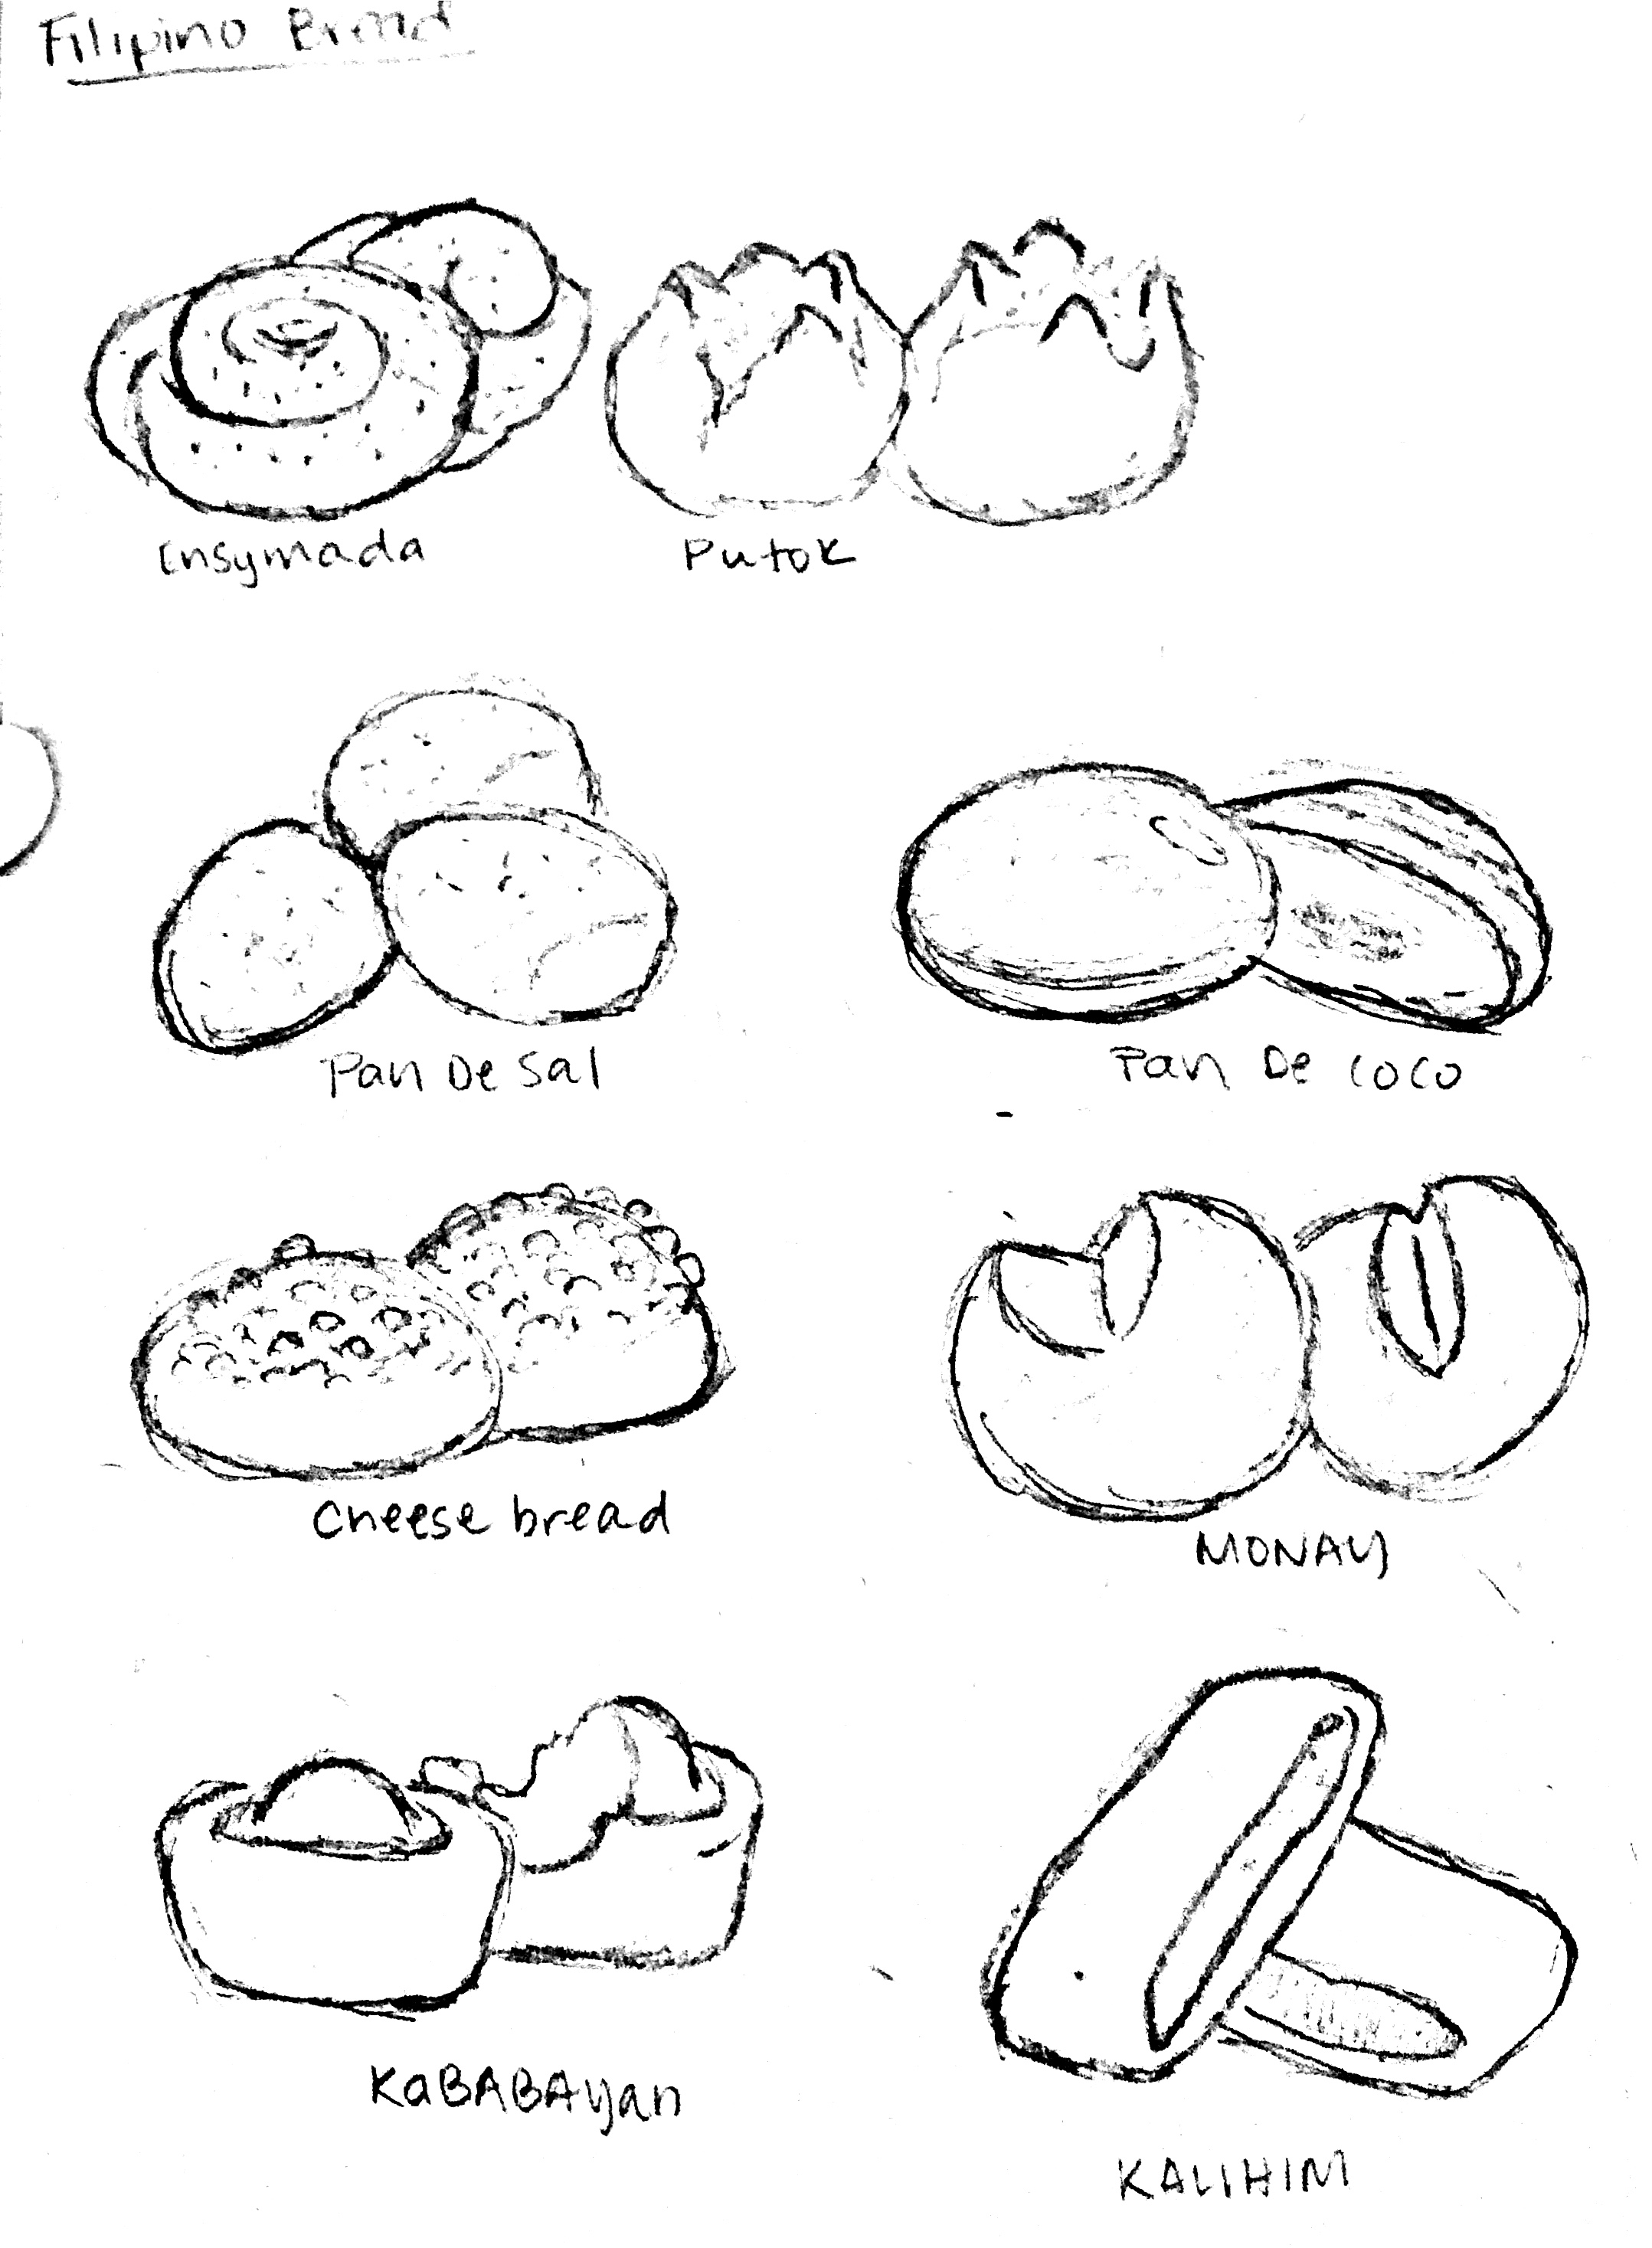 Filipino Bread
Ensymada
Putok
Pan De Sal
Pan De coco
Cheese bread
MONAY
KaBABAyan
KALIHIM